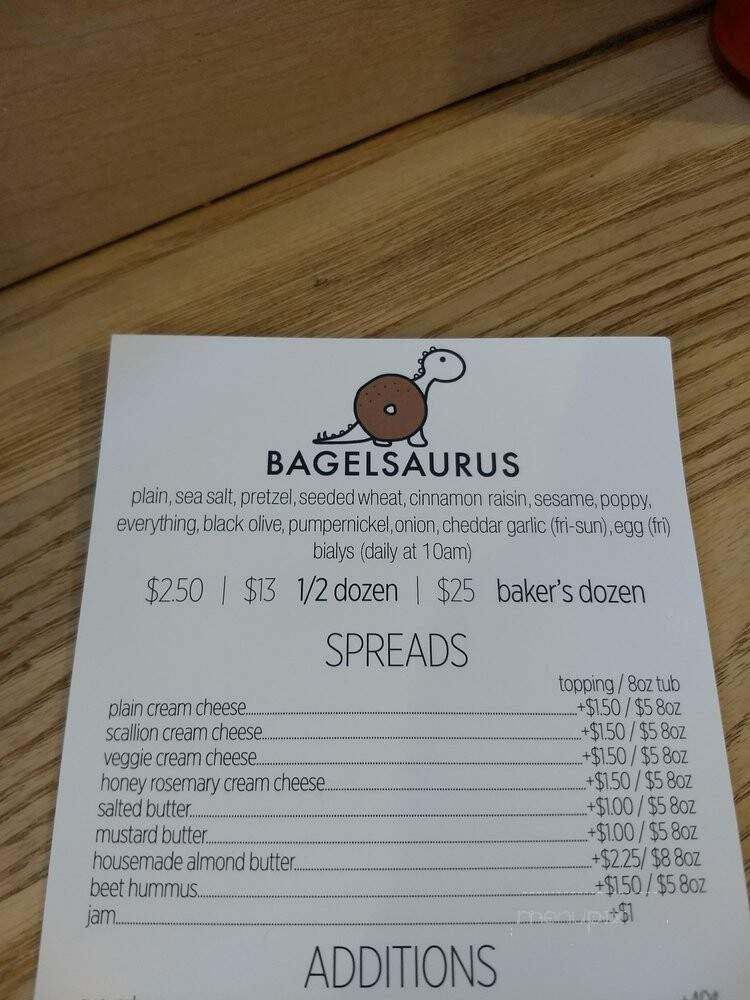 BAGELSAURUS
plain, sea salt, pretzel, seeded wheat, cinnamon raisin, sesame, poppy,
everything, black olive, pumpernickel, onion, cheddar garlic (fri-sun), egg (fri)
bialys (daily at 10am)
$2.50 | $13 1/2 dozen | $25 baker's dozen
SPREADS
topping / 8oz tub
plain cream cheese +$1.50 / $5 8oz
scallion cream cheese +$1.50 / $5 8oz
veggie cream cheese +$1.50 / $5 8oz
honey rosemary cream cheese +$1.50 / $5 8oz
salted butter +$1.00 / $5 8oz
mustard butter +$1.00 / $5 8oz
housemade almond butter +$2.25/ $8 8oz
beet hummus +$1.50 / $5 8oz
jam +$1
ADDITIONS